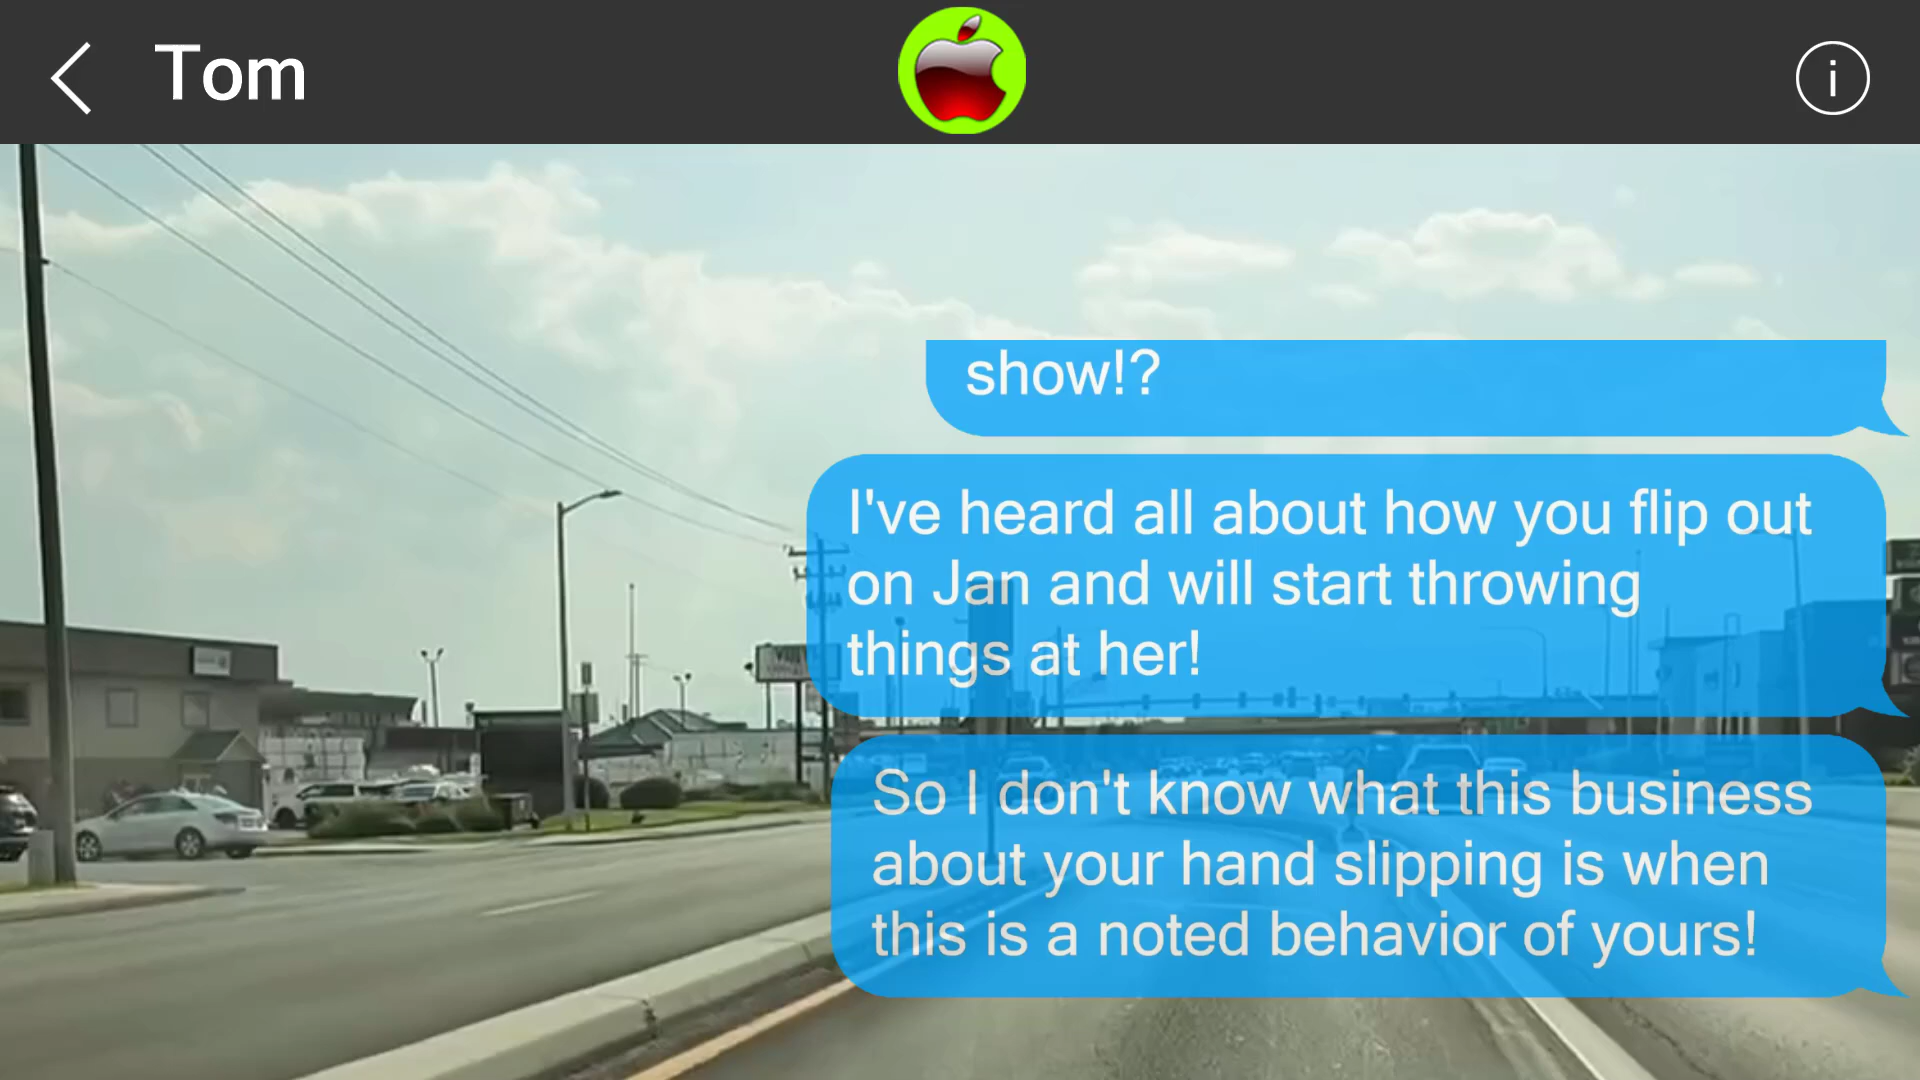 Tom
show!?
I've heard all about how you flip out
on Jan and will start throwing
things at her!
So I don't know what this business
about your hand slipping is when
this is a noted behavior of yours!